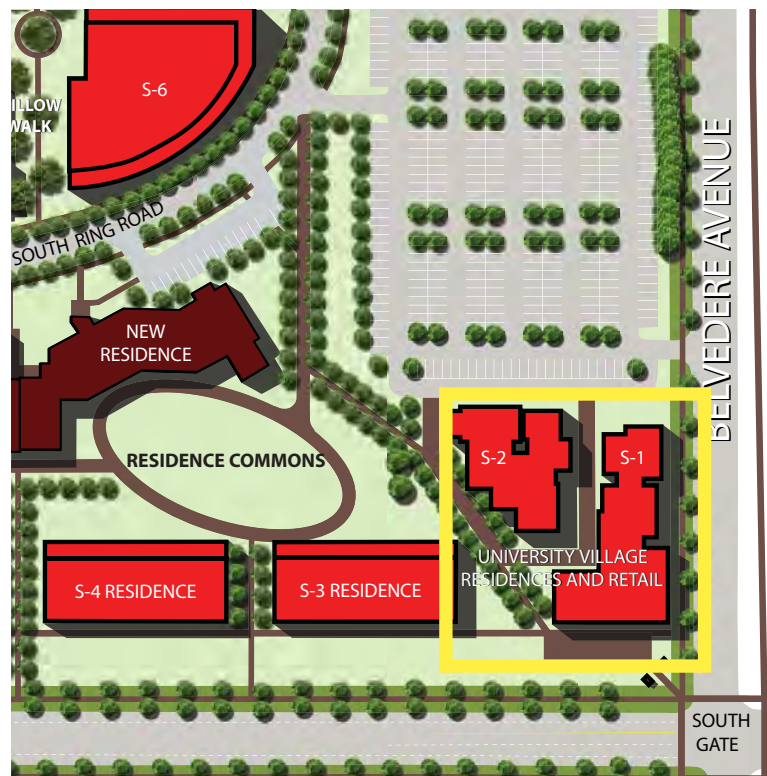 S-6
ILLOW
WALK
SOUTH RING ROAD
BELVEDERE AVENUE
NEW
RESIDENCE
RESIDENCE COMMONS
S-2
S-1
UNIVERSITY VILLAGE
RESIDENCES AND RETAIL
S-4 RESIDENCE
S-3 RESIDENCE
SOUTH
GATE